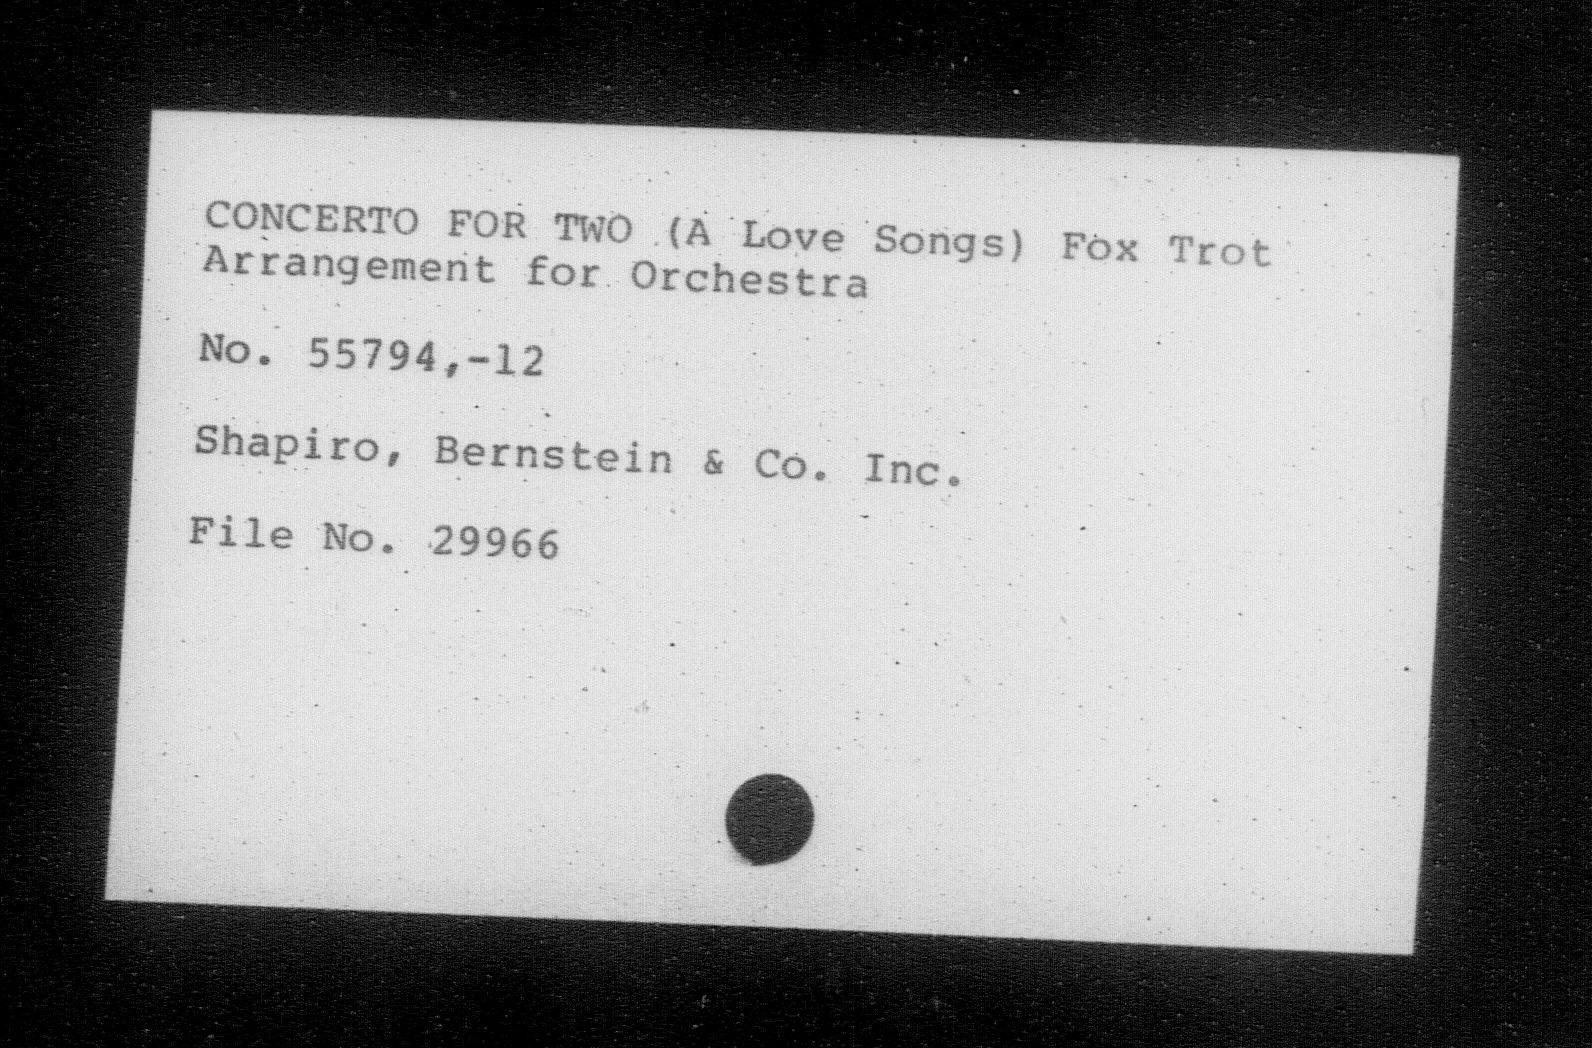 CONCERTO FOR TWO (A Love Songs) Fox Trot
Arrangement for Orchestra
No. 55794,-12
Shapiro, Bernstein & Co. Inc.
File No. 29966